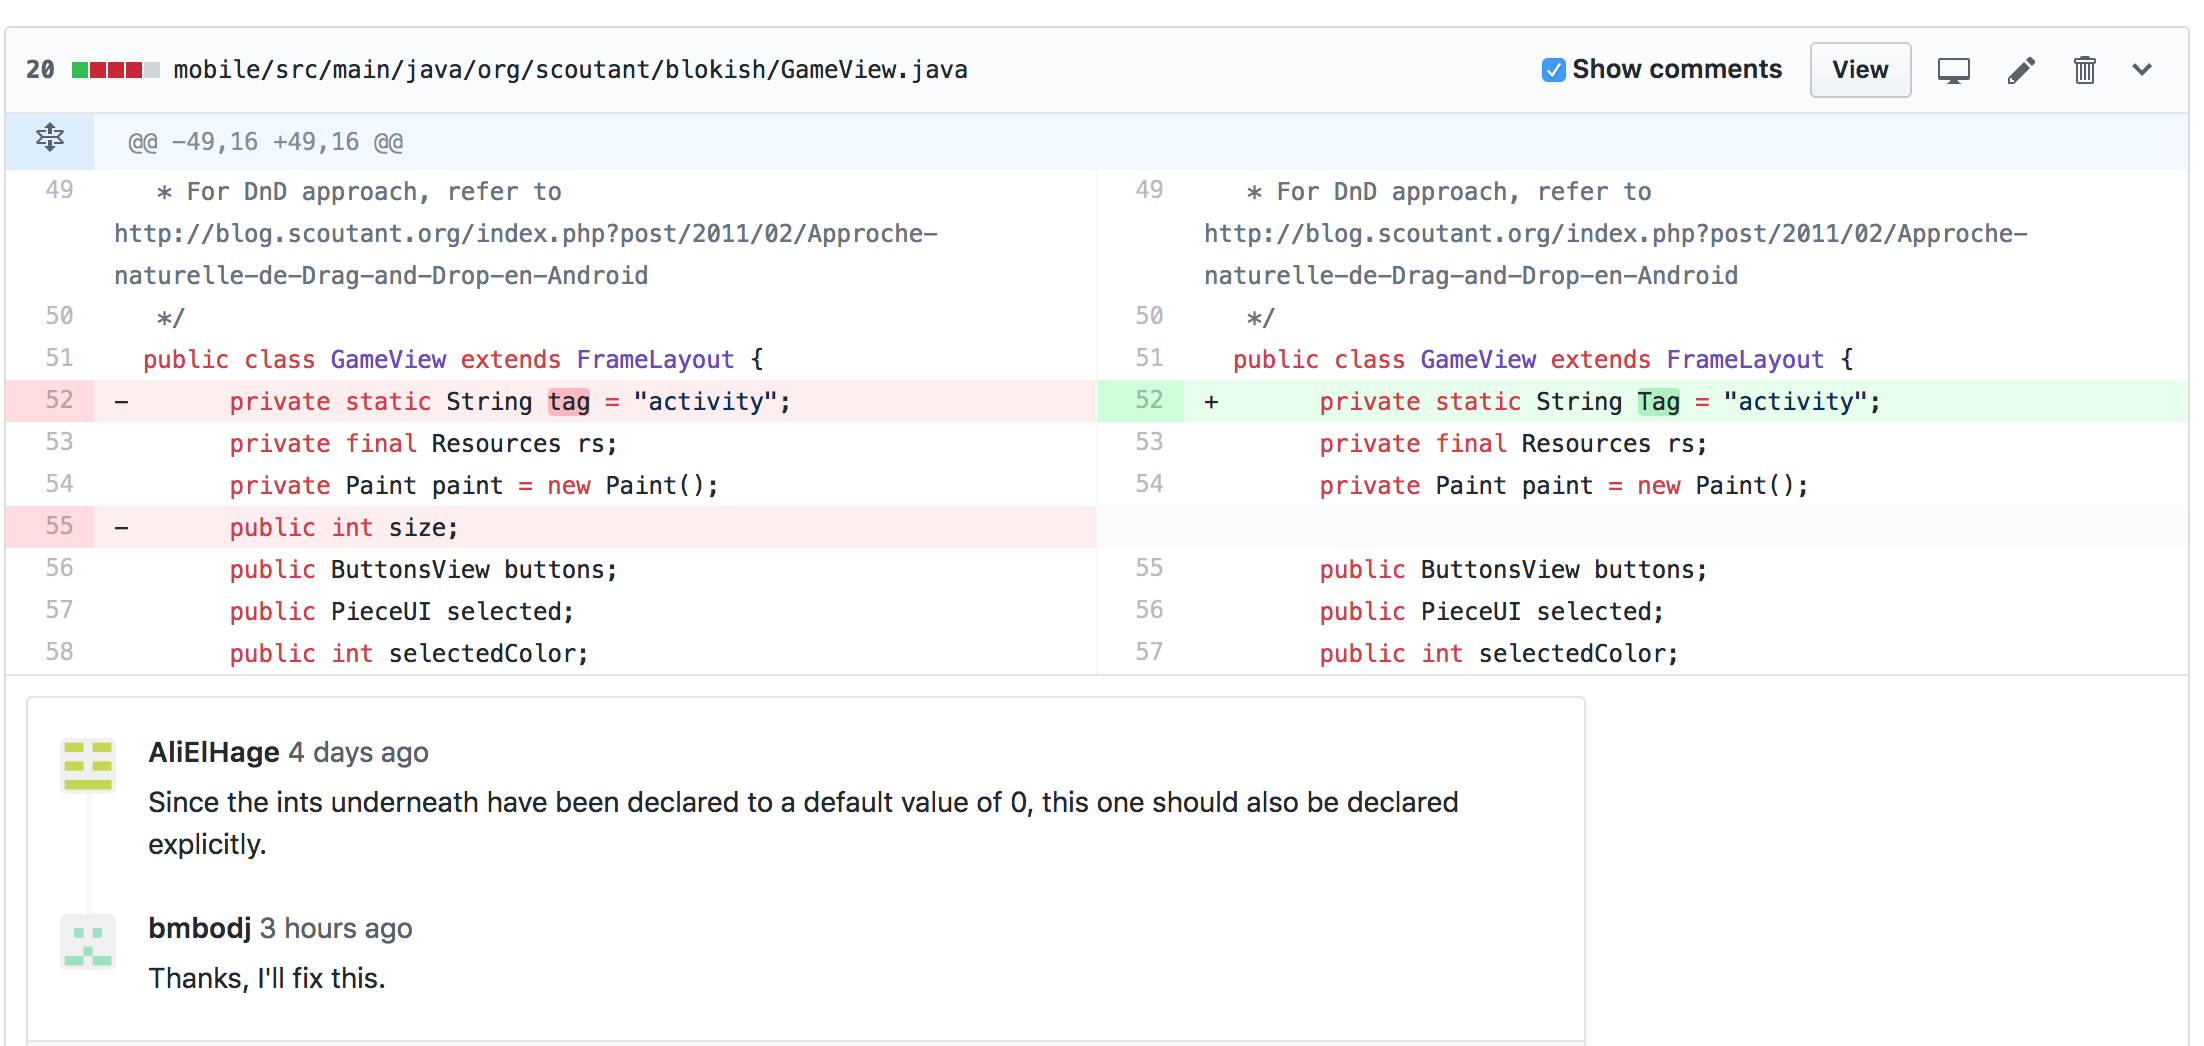 20 mobile/src/main/java/org/scoutant/blokish/GameView.java Show comments View
@@ -49,16 +49,16 @@
49 * For DnD approach, refer to
http://blog.scoutant.org/index.php?post/2011/02/Approche-
naturelle-de-Drag-and-Drop-en-Android
50 */
51 public class GameView extends FrameLayout {
52 - private static String tag = "activity";
53 private final Resources rs;
54 private Paint paint = new Paint();
55 - public int size;
56 public ButtonsView buttons;
57 public PieceUI selected;
58 public int selectedColor;
49 * For DnD approach, refer to
http://blog.scoutant.org/index.php?post/2011/02/Approche-
naturelle-de-Drag-and-Drop-en-Android
50 */
51 public class GameView extends FrameLayout {
52 + private static String Tag = "activity";
53 private final Resources rs;
54 private Paint paint = new Paint();
55 public ButtonsView buttons;
56 public PieceUI selected;
57 public int selectedColor;
AliElHage 4 days ago
Since the ints underneath have been declared to a default value of 0, this one should also be declared
explicitly.
bmbodj 3 hours ago
Thanks, I'll fix this.